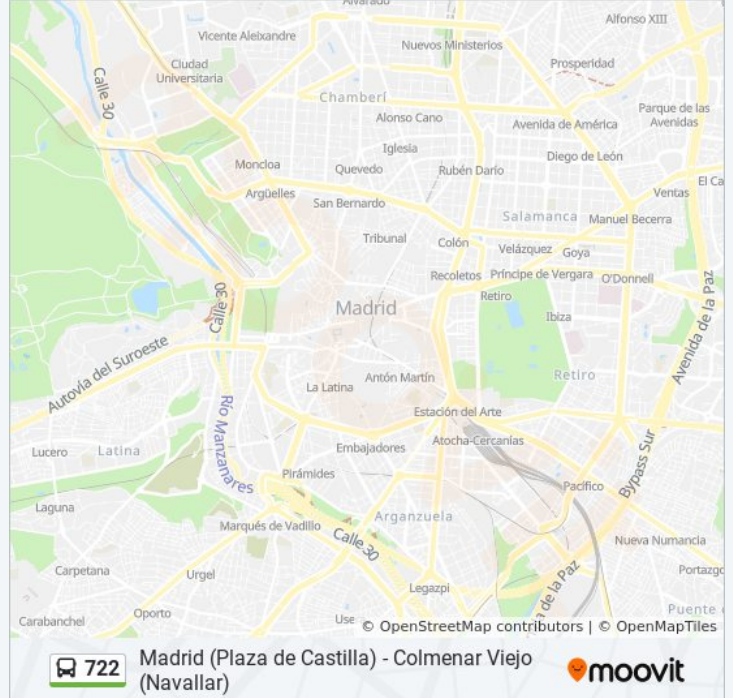 Alvarado
Alfonso XIII
Vicente Aleixandre
Nuevos Ministerios
Ciudad
Universitaria
Prosperidad
Calle 30
Chamberí
Parque de las
Avenidas
Alonso Cano
Avenida de América
Iglesia
Diego de León
Moncloa
Quevedo
Rubén Darío
El Ca
Argüelles
Ventas
San Bernardo
Salamanca
Manuel Becerra
Tribunal
Colón
Velázquez
Goya
Recoletos
Príncipe de Vergara
O'Donnell
Calle 30
Retiro
Madrid
Ibiza
Avenida de la Paz
Autovía del Suroeste
Retiro
La Latina
Antón Martín
Estación del Arte
Río Manzanares
Atocha-Cercanías
Lucero
Latina
Embajadores
Bypass Sur
Pirámides
Pacífico
Laguna
Arganzuela
Marqués de Vadillo
Calle 30
Nueva Numancia
Carpetana
Urgel
Portazgo
Legazpi
a de la Paz
Oporto
Puente
Carabanchel
Use
© OpenStreetMap contributors | © OpenMapTiles
722
Madrid (Plaza de Castilla) - Colmenar Viejo
(Navallar)
moovit